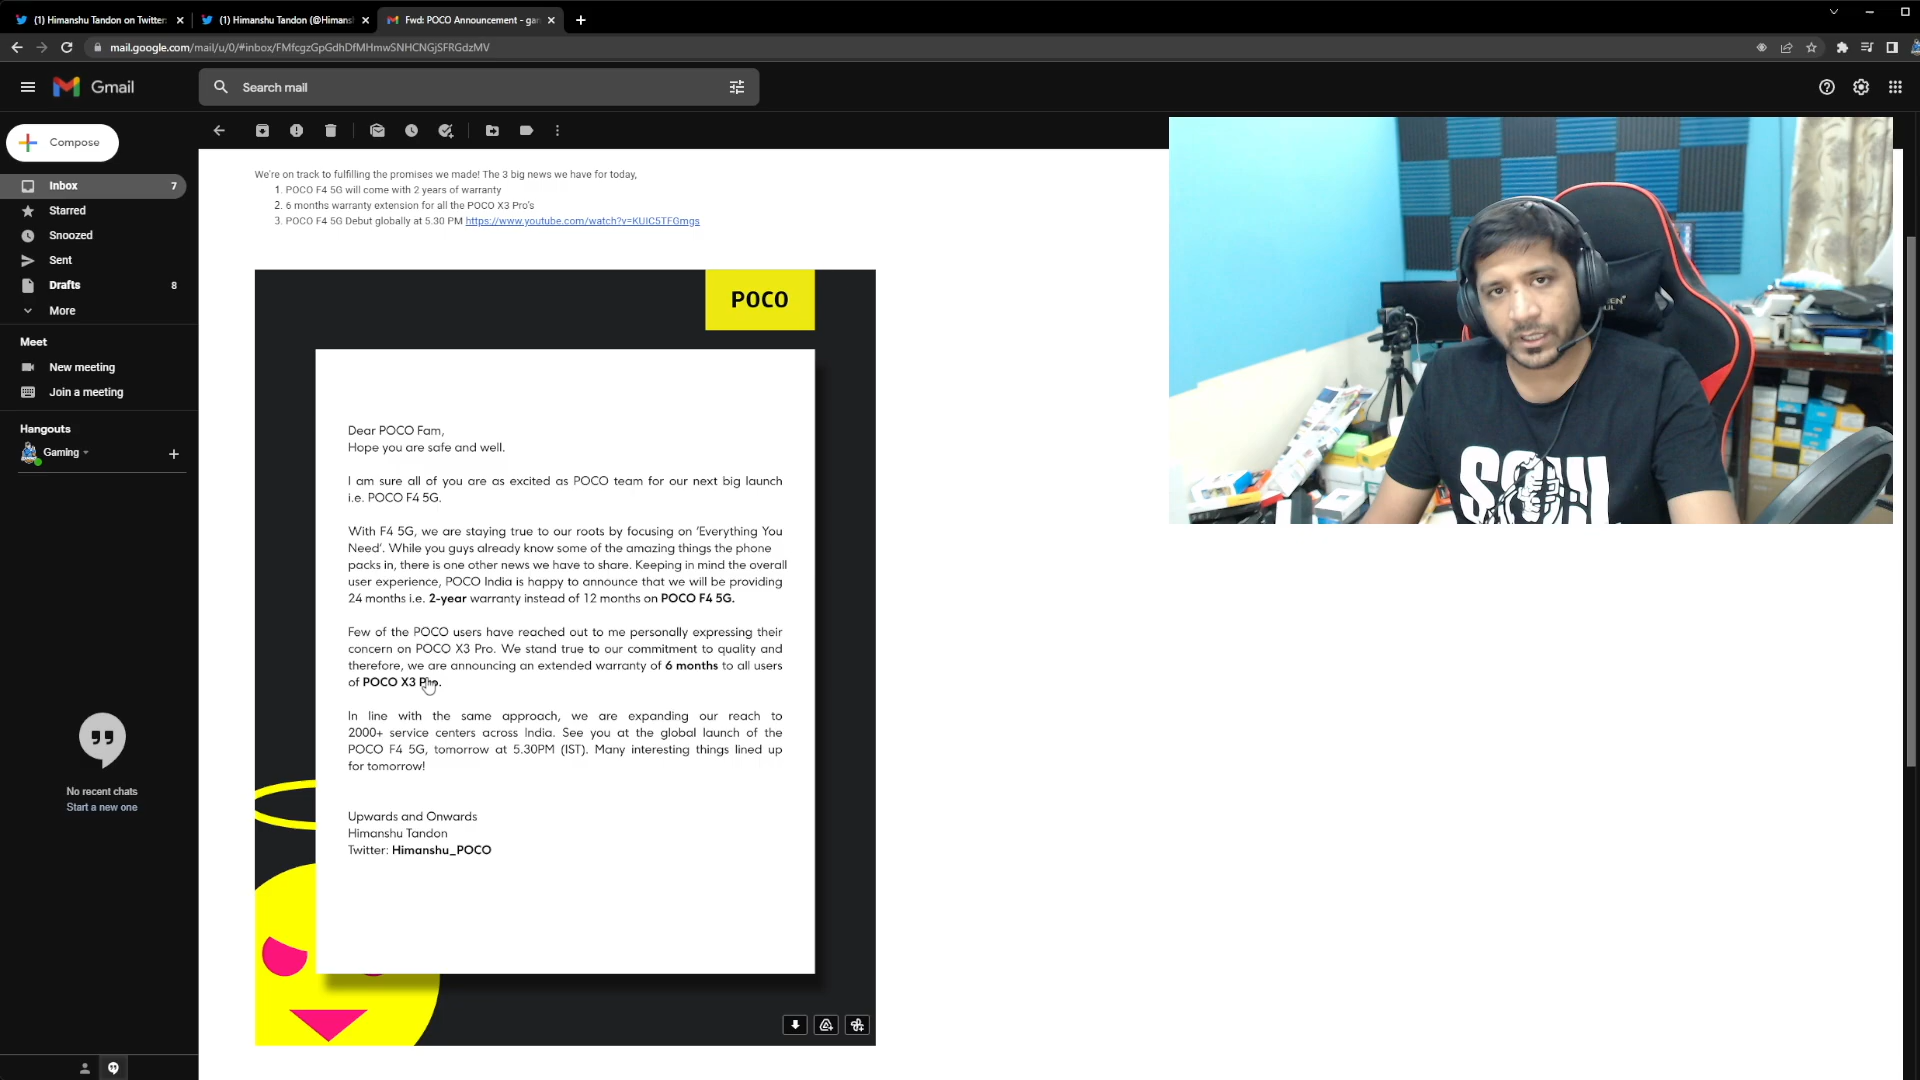 (1) Himanshu Tandon on Twitter
(1) Himanshu Tandon (@Himans
Fwd: POCO Announcement - ga
mail.google.com/mail/u/0/#inbox/FMfcgzGpGdhDfMHmwSNHCNGjSFRGdzMV
Gmail
Search mail
Compose
Inbox 7
Starred
Snoozed
Sent
Drafts 8
More
Meet
New meeting
Join a meeting
Hangouts
Gaming
No recent chats
Start a new one
We're on track to fulfilling the promises we made! The 3 big news we have for today,
1. POCO F4 5G will come with 2 years of warranty
2. 6 months warranty extension for all the POCO X3 Pro's
3. POCO F4 5G Debut globally at 5.30 PM https://www.youtube.com/watch?v=KUIC5TFGmgs
POCO
Dear POCO Fam,
Hope you are safe and well.
I am sure all of you are as excited as POCO team for our next big launch
i.e. POCO F4 5G.
With F4 5G, we are staying true to our roots by focusing on ‘Everything You
Need’. While you guys already know some of the amazing things the phone
packs in, there is one other news we have to share. Keeping in mind the overall
user experience, POCO India is happy to announce that we will be providing
24 months i.e. 2-year warranty instead of 12 months on POCO F4 5G.
Few of the POCO users have reached out to me personally expressing their
concern on POCO X3 Pro. We stand true to our commitment to quality and
therefore, we are announcing an extended warranty of 6 months to all users
of POCO X3 Pro.
In line with the same approach, we are expanding our reach to
2000+ service centers across India. See you at the global launch of the
POCO F4 5G, tomorrow at 5.30PM (IST). Many interesting things lined up
for tomorrow!
Upwards and Onwards
Himanshu Tandon
Twitter: Himanshu_POCO
SOUL